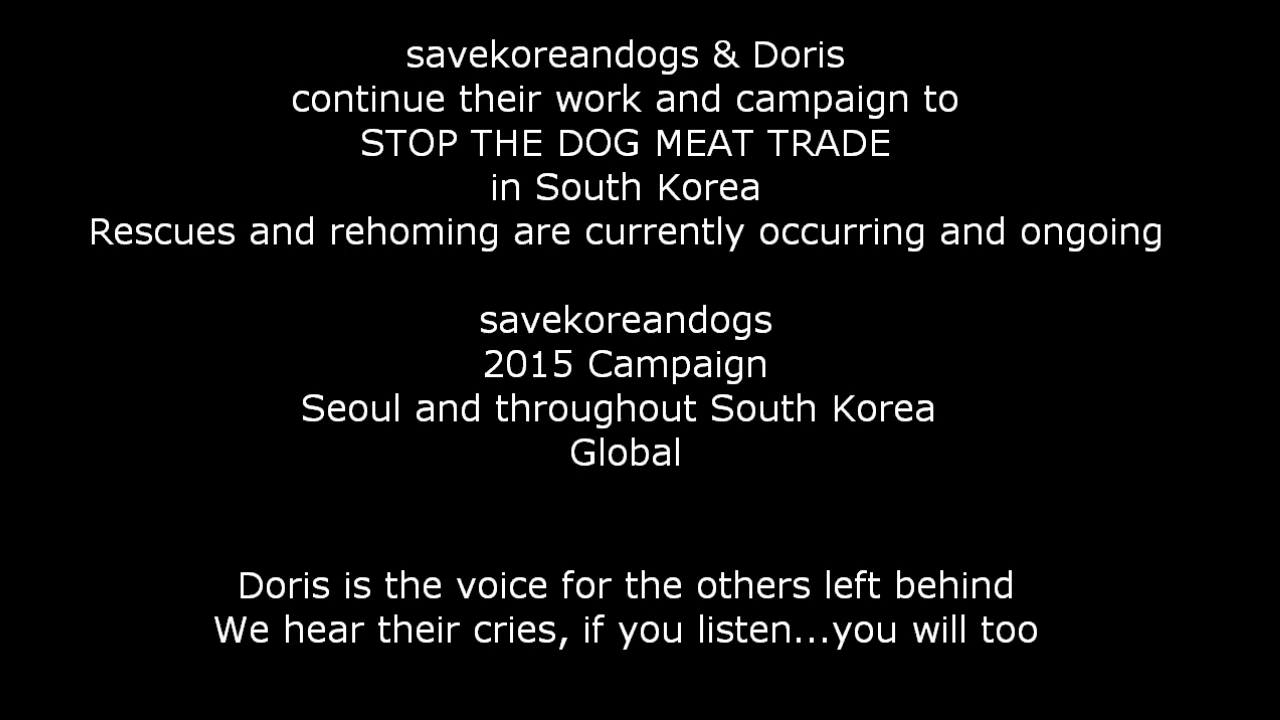 savekoreandogs & Doris
continue their work and campaign to
STOP THE DOG MEAT TRADE
in South Korea
Rescues and rehoming are currently occurring and ongoing
savekoreandogs
2015 Campaign
Seoul and throughout South Korea
Global
Doris is the voice for the others left behind
We hear their cries, if you listen...you will too